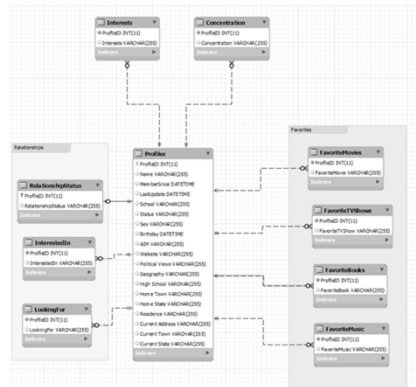 Interests
ProfileID INT(11)
Interests VARCHAR(255)
Indexes
Concentration
ProfileID INT(11)
Concentration VARCHAR(255)
Indexes
Relationships
RelationshipStatus
ProfileID INT(11)
RelationshipStatus VARCHAR(255)
Indexes
InterestedIn
ProfileID INT(11)
InterestedIn VARCHAR(255)
Indexes
LookingFor
ProfileID INT(11)
LookingFor VARCHAR(255)
Indexes
Profiles
ProfileID INT(11)
Name VARCHAR(255)
MemberSince DATETIME
LastUpdate DATETIME
School VARCHAR(255)
Status VARCHAR(255)
Sex VARCHAR(255)
Birthday DATETIME
AIM VARCHAR(255)
Website VARCHAR(255)
Political Views VARCHAR(255)
Geography VARCHAR(255)
High School VARCHAR(255)
Home Town VARCHAR(255)
Home State VARCHAR(255)
Residence VARCHAR(255)
Current Address VARCHAR(255)
Current Town VARCHAR(255)
Current State VARCHAR(255)
Indexes
Favorites
FavoriteMovies
ProfileID INT(11)
FavoriteMovie VARCHAR(255)
Indexes
FavoriteTVShows
ProfileID INT(11)
FavoriteTVShow VARCHAR(255)
Indexes
FavoriteBooks
ProfileID INT(11)
FavoriteBook VARCHAR(255)
Indexes
FavoriteMusic
ProfileID INT(11)
FavoriteMusic VARCHAR(255)
Indexes